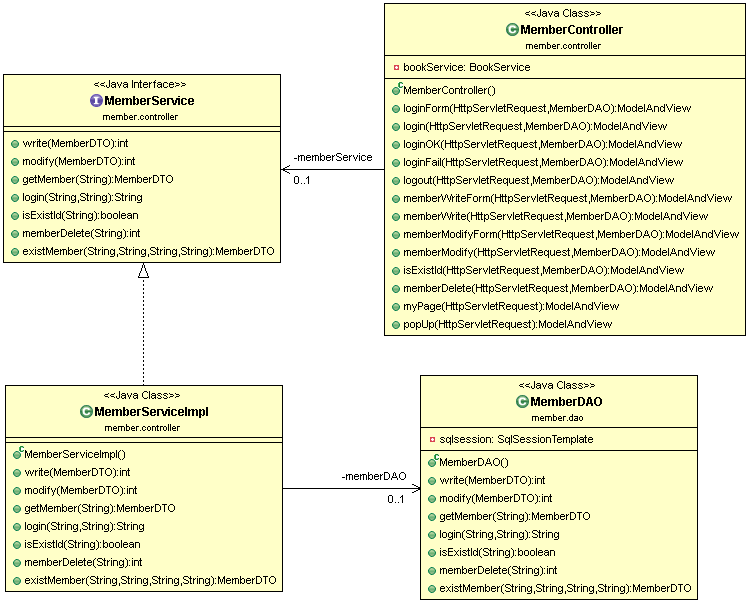 <<Java Interface>>
I MemberService
member.controller
write(MemberDTO):int
modify(MemberDTO):int
getMember(String):MemberDTO
login(String,String):String
isExistId(String):boolean
memberDelete(String):int
existMember(String,String,String,String):MemberDTO
-memberService
0..1
<<Java Class>>
C MemberController
member.controller
bookService: BookService
C MemberController()
loginForm(HttpServletRequest,MemberDAO):ModelAndView
login(HttpServletRequest,MemberDAO):ModelAndView
loginOK(HttpServletRequest,MemberDAO):ModelAndView
loginFail(HttpServletRequest,MemberDAO):ModelAndView
logout(HttpServletRequest,MemberDAO):ModelAndView
memberWriteForm(HttpServletRequest,MemberDAO):ModelAndView
memberWrite(HttpServletRequest,MemberDAO):ModelAndView
memberModifyForm(HttpServletRequest,MemberDAO):ModelAndView
memberModify(HttpServletRequest,MemberDAO):ModelAndView
isExistId(HttpServletRequest,MemberDAO):ModelAndView
memberDelete(HttpServletRequest,MemberDAO):ModelAndView
myPage(HttpServletRequest):ModelAndView
popUp(HttpServletRequest):ModelAndView
<<Java Class>>
C MemberServiceImpl
member.controller
C MemberServiceImpl()
write(MemberDTO):int
modify(MemberDTO):int
getMember(String):MemberDTO
login(String,String):String
isExistId(String):boolean
memberDelete(String):int
existMember(String,String,String,String):MemberDTO
-memberDAO
0..1
<<Java Class>>
C MemberDAO
member.dao
sqlsession: SqlSessionTemplate
C MemberDAO()
write(MemberDTO):int
modify(MemberDTO):int
getMember(String):MemberDTO
login(String,String):String
isExistId(String):boolean
memberDelete(String):int
existMember(String,String,String,String):MemberDTO